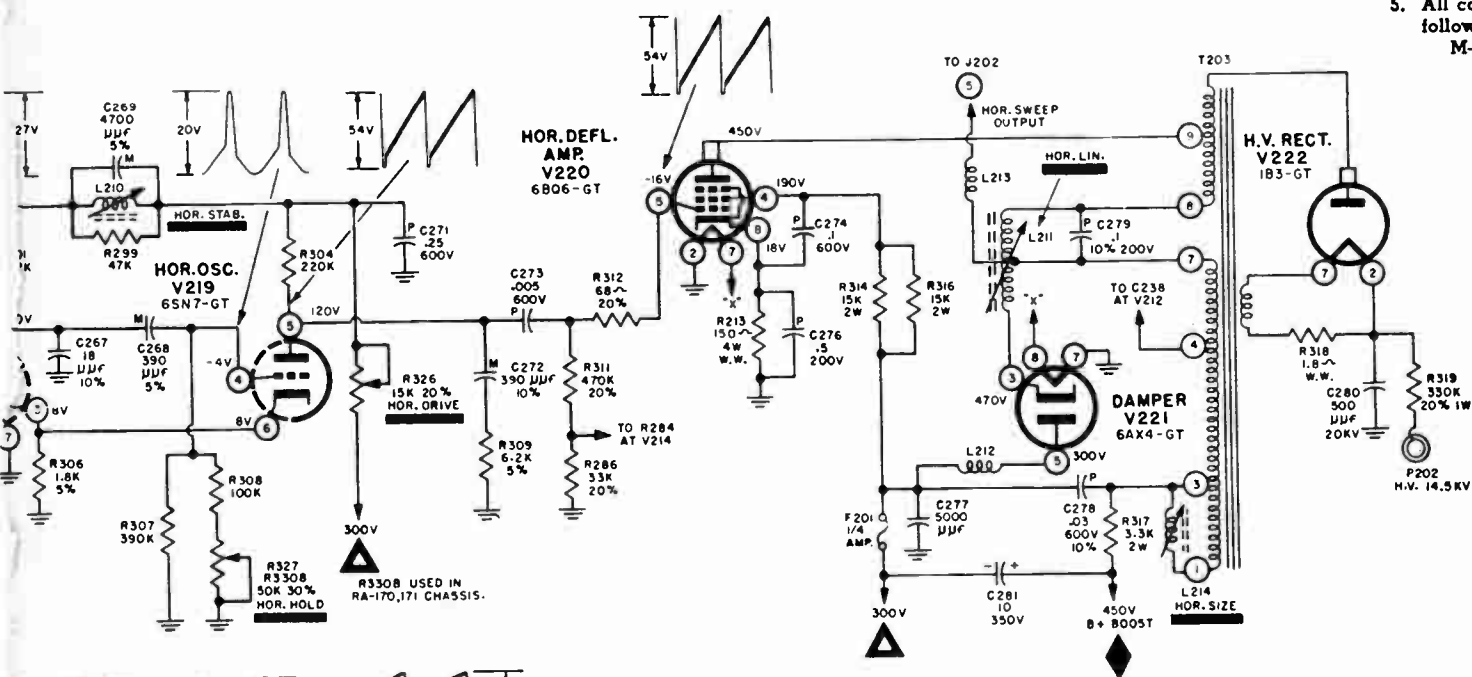 5. All co
follow
M-
27V
C269
4700
μμf
5%
M
L210
R299
47K
HOR. STAB.
20V
54V
54V
HOR. OSC.
V219
6SN7-GT
R304
220K
P
C271
.25
600V
HOR. DEFL.
AMP.
V220
6BQ6-GT
450V
-16V
5
4
190V
8
18V
2
7
"X"
P
C274
.1
600V
R213
150~
4W
W.W.
P
C276
.5
200V
C267
18
μμf
10%
M
C268
390
μμf
5%
-4V
4
5
120V
8V
6
3
8V
7
R306
1.8K
5%
R307
390K
R308
100K
R327
R3308
50K 30%
HOR. HOLD
R326
15K 20%
HOR. DRIVE
300V
R3308 USED IN
RA-170,171 CHASSIS.
C273
.005
600V
P
R312
68~
20%
M
C272
390 μμf
10%
R311
470K
20%
R309
6.2K
5%
TO R284
AT V214
R286
33K
20%
TO J202
5
HOR. SWEEP
OUTPUT
L213
HOR. LIN.
L211
P
C279
.1
10% 200V
T203
9
8
7
4
3
1
H.V. RECT.
V222
1B3-GT
7
2
R314
15K
2W
R316
15K
2W
"X"
8
7
3
470V
DAMPER
V221
6AX4-GT
5
300V
L212
TO C238
AT V212
R318
1.8~
W.W.
C280
500
μμf
20KV
R319
330K
20% 1W
P202
H.V. 14.5KV
F201
1/4
AMP.
C277
5000
μμf
P
C278
.03
600V
10%
R317
3.3K
2W
L214
HOR. SIZE
- +
C281
10
350V
300V
450V
B+ BOOST